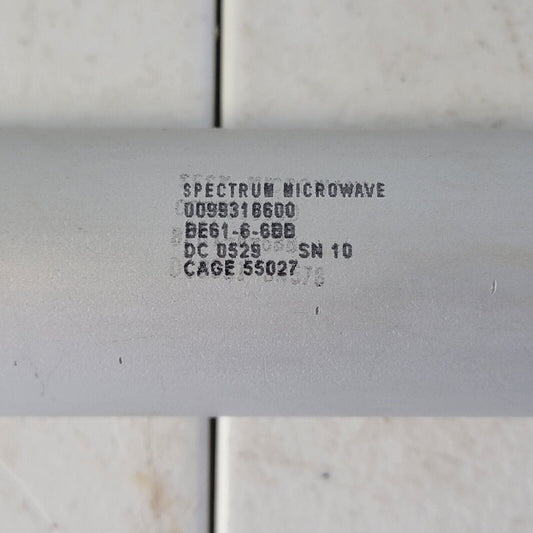 SPECTRUM MICROWAVE
0099318600
BE61-6-6BB
DC 0529 SN 10
CAGE 55027